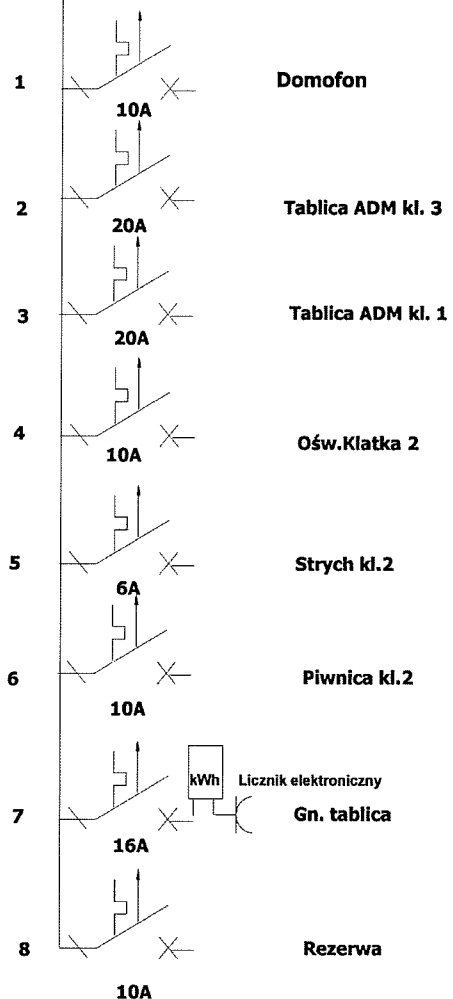 1 Domofon
10A
2 Tablica ADM kl. 3
20A
3 Tablica ADM kl. 1
20A
4 Ośw.Klatka 2
10A
5 Strych kl.2
6A
6 Piwnica kl.2
10A
kWh Licznik elektroniczny
7 Gn. tablica
16A
8 Rezerwa
10A